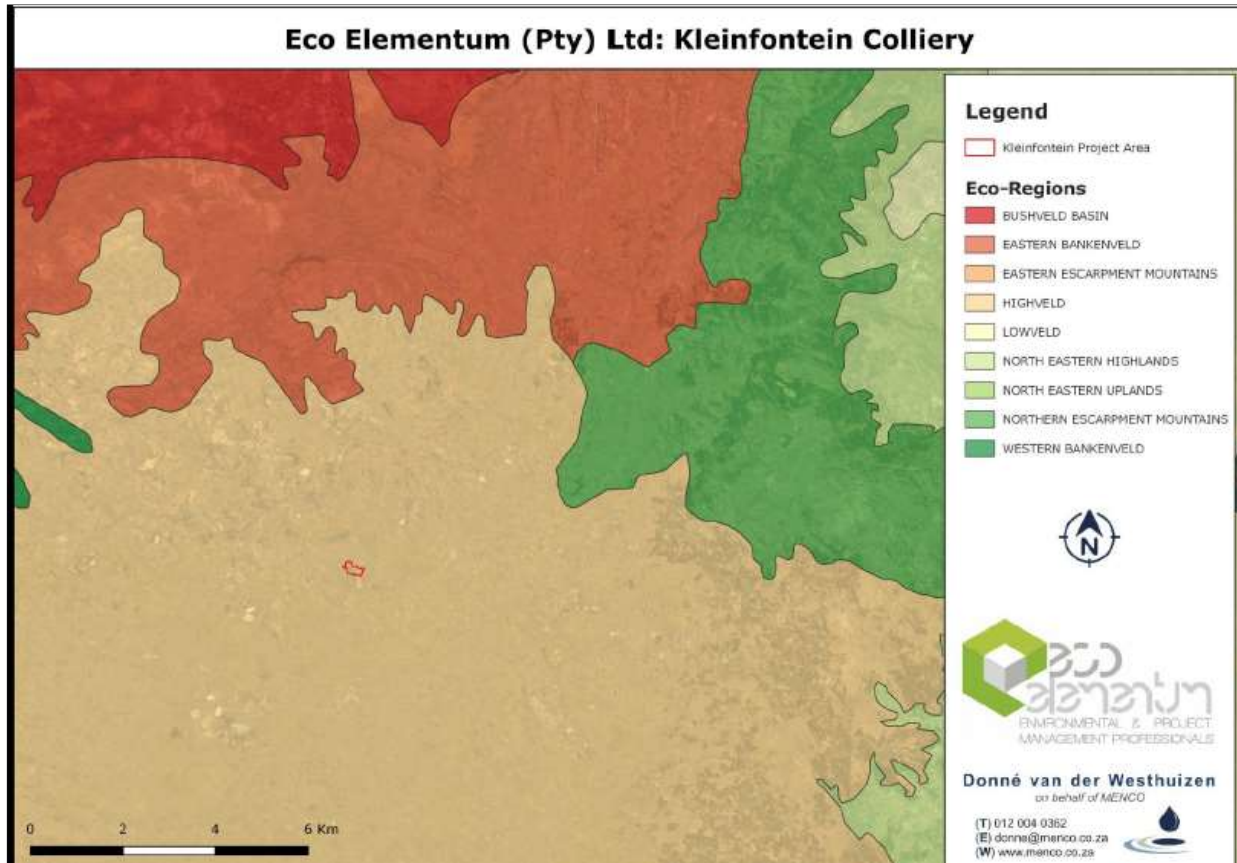 Eco Elementum (Pty) Ltd: Kleinfontein Colliery
Legend
Kleinfontein Project Area
Eco-Regions
BUSHVELD BASIN
EASTERN BANKENVELD
EASTERN ESCARPMENT MOUNTAINS
HIGHVELD
LOWVELD
NORTH EASTERN HIGHLANDS
NORTH EASTERN UPLANDS
NORTHERN ESCARPMENT MOUNTAINS
WESTERN BANKENVELD
N
eco
elementum
ENVIRONMENTAL & PROJECT
MANAGEMENT PROFESSIONALS
Donné van der Westhuizen
on behalf of MENCO
(T) 012 004 0362
(E) donne@menco.co.za
(W) www.menco.co.za
0 2 4 6 Km